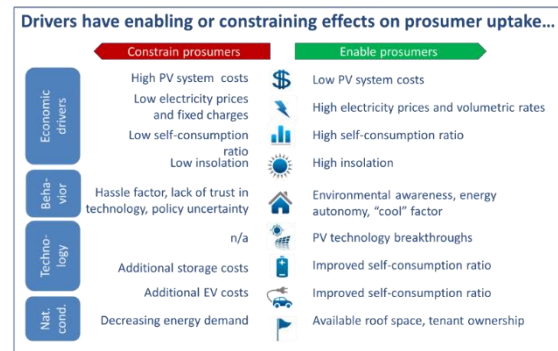 Drivers have enabling or constraining effects on prosumer uptake…
Constrain prosumers
Enable prosumers
Economic
drivers
High PV system costs
Low PV system costs
Low electricity prices
and fixed charges
High electricity prices and volumetric rates
Low self-consumption
ratio
High self-consumption ratio
Low insolation
High insolation
Beha-
vior
Hassle factor, lack of trust in
technology, policy uncertainty
Environmental awareness, energy
autonomy, “cool” factor
Techno-
logy
n/a
PV technology breakthroughs
Additional storage costs
Improved self-consumption ratio
Additional EV costs
Improved self-consumption ratio
Nat.
cond.
Decreasing energy demand
Available roof space, tenant ownership